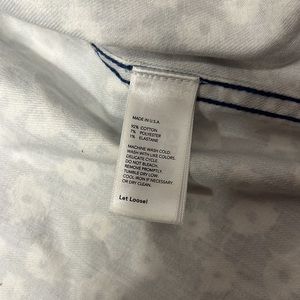 MADE IN U.S.A
92% COTTON
7% POLYESTER
1% ELASTANE
MACHINE WASH COLD.
WASH WITH LIKE COLORS.
DELICATE CYCLE.
DO NOT BLEACH.
REMOVE PROMPTLY.
TUMBLE DRY LOW.
COOL IRON IF NECESSARY
OR DRY CLEAN.
Let Loose!